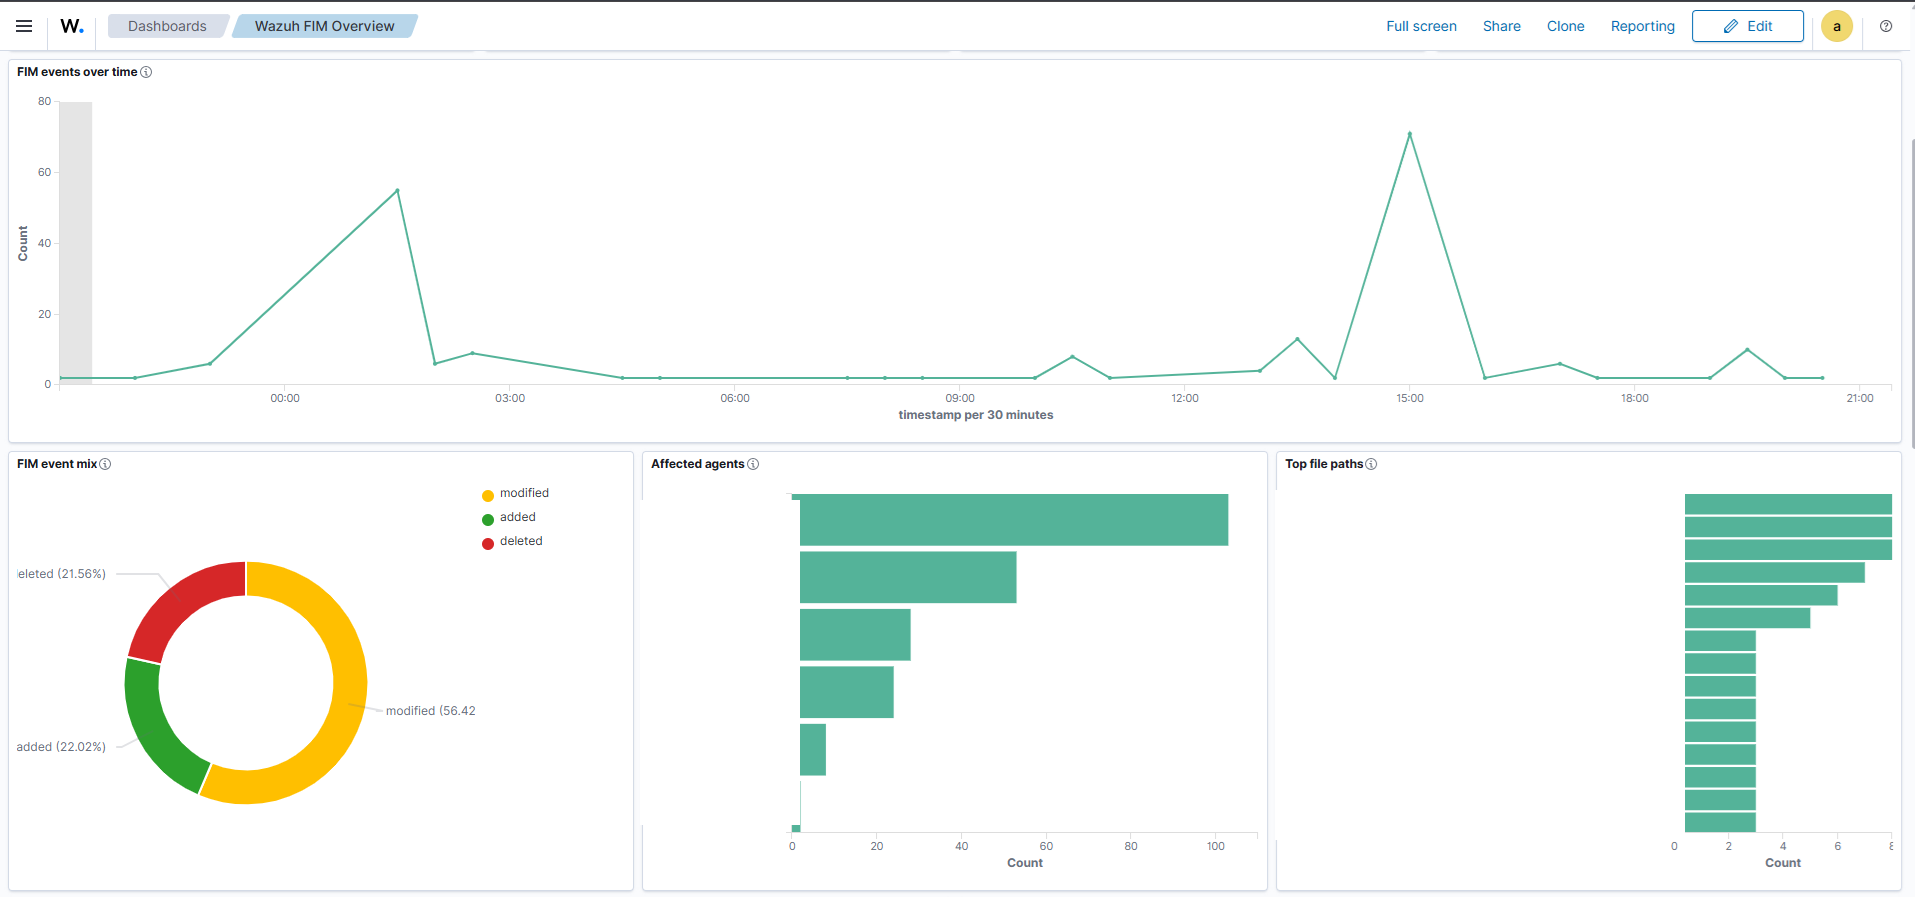 W.
Dashboards
Wazuh FIM Overview
Full screen
Share
Clone
Reporting
Edit
a
FIM events over time
80
60
40
20
0
Count
00:00
03:00
06:00
09:00
12:00
15:00
18:00
21:00
timestamp per 30 minutes
FIM event mix
modified
added
deleted
eleted (21.56%)
modified (56.42
added (22.02%)
Affected agents
0
20
40
60
80
100
Count
Top file paths
0
2
4
6
8
Count